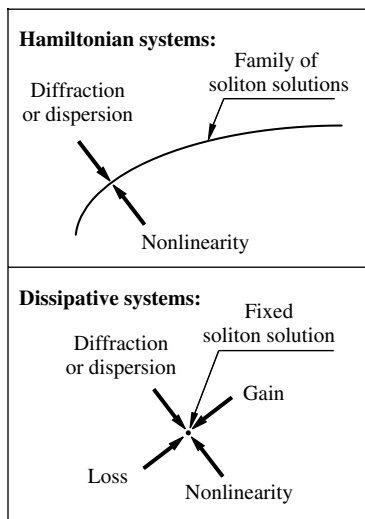 Hamiltonian systems:
Family of
soliton solutions
Diffraction
or dispersion
Nonlinearity
Dissipative systems:
Fixed
soliton solution
Diffraction
or dispersion
Gain
Loss
Nonlinearity